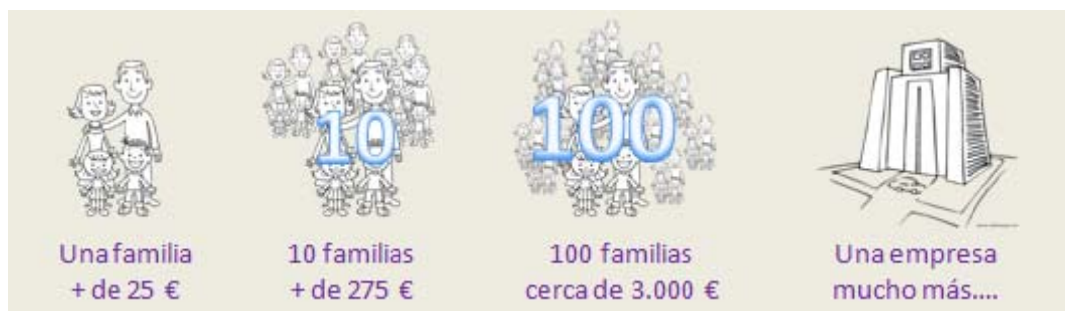 10
100
Una familia
+ de 25 €
10 familias
+ de 275 €
100 familias
cerca de 3.000 €
Una empresa
mucho más....